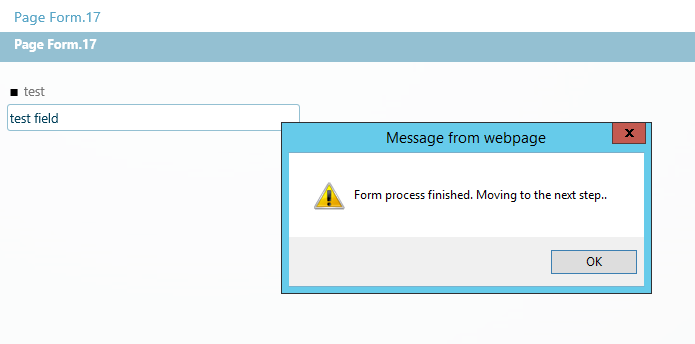 Page Form.17
Page Form.17
test
test field
Message from webpage
x
Form process finished. Moving to the next step..
OK